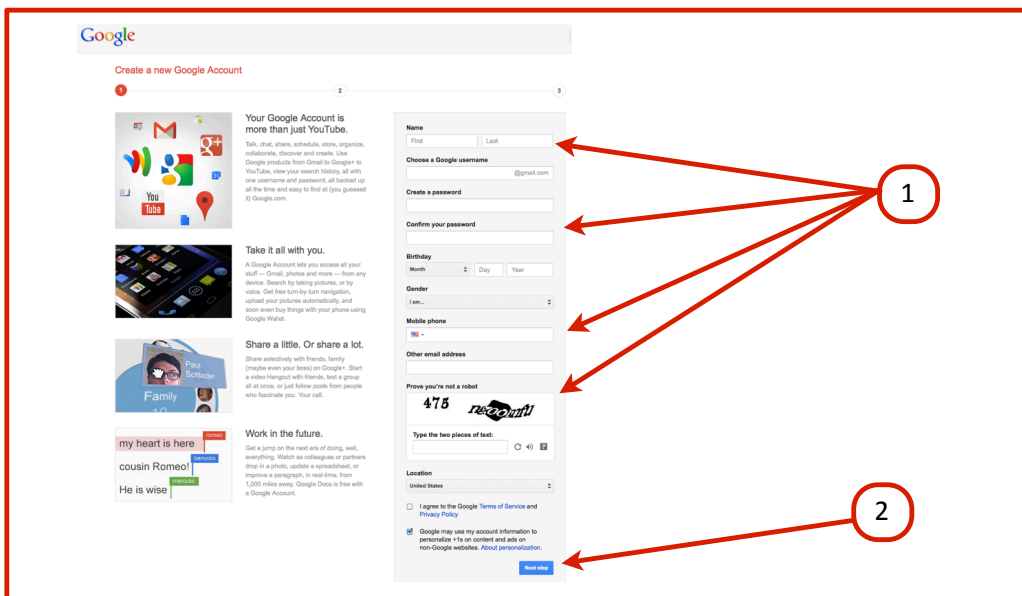 Google
Create a new Google Account
1
2
3
Your Google Account is
more than just YouTube.
Talk, chat, share, schedule, store, organize,
collaborate, discover and create. Use
Google products from Gmail to Google+ to
YouTube, view your search history, all with
one username and password, all backed up
all the time and easy to find at (you guessed
it) Google.com.
You
Tube
Take it all with you.
A Google Account lets you access all your
stuff — Gmail, photos and more — from any
device. Search by taking pictures, or by
voice. Get free turn-by-turn navigation,
upload your pictures automatically, and
soon even buy things with your phone using
Google Wallet.
Share a little. Or share a lot.
Share selectively with friends, family
(maybe even your boss) on Google+. Start
a video Hangout with friends, text a group
all at once, or just follow posts from people
who fascinate you. Your call.
Paul
Family
Work in the future.
Get a jump on the next era of doing, well,
everything. Watch as colleagues or partners
drop in a photo, update a spreadsheet, or
improve a paragraph, in real-time, from
1,000 miles away. Google Docs is free with
a Google Account.
romeo
my heart is here
benvolio
cousin Romeo!
mercutio
He is wise
Name
First Last
Choose a Google username
@gmail.com
Create a password
Confirm your password
Birthday
Month Day Year
Gender
I am...
Mobile phone
Other email address
Prove you're not a robot
475
Type the two pieces of text:
Location
United States
I agree to the Google Terms of Service and
Privacy Policy
Google may use my account information to
personalize +1s on content and ads on
non-Google websites. About personalization.
Next step
1
2